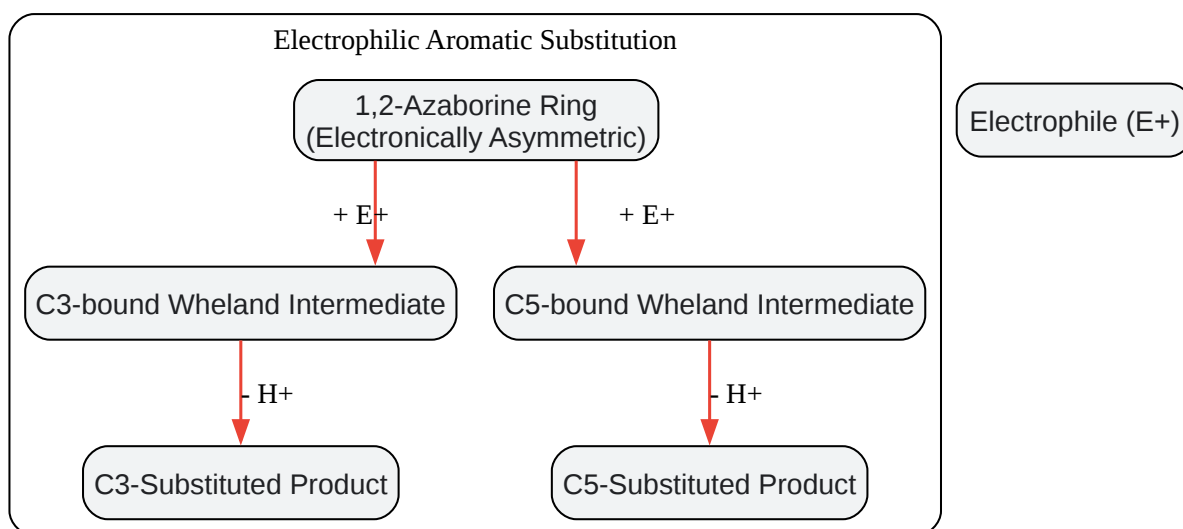 Electrophilic Aromatic Substitution
1,2-Azaborine Ring
(Electronically Asymmetric)
Electrophile (E+)
+ E+
+ E+
C3-bound Wheland Intermediate
C5-bound Wheland Intermediate
- H+
- H+
C3-Substituted Product
C5-Substituted Product